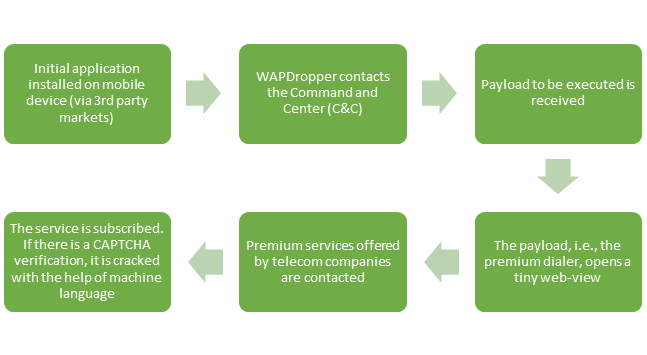 Initial application
installed on mobile
device (via 3rd party
markets)
WAPDropper contacts
the Command and
Center (C&C)
Payload to be executed is
received
The payload, i.e., the
premium dialer, opens a
tiny web-view
Premium services offered
by telecom companies
are contacted
The service is subscribed.
If there is a CAPTCHA
verification, it is cracked
with the help of machine
language